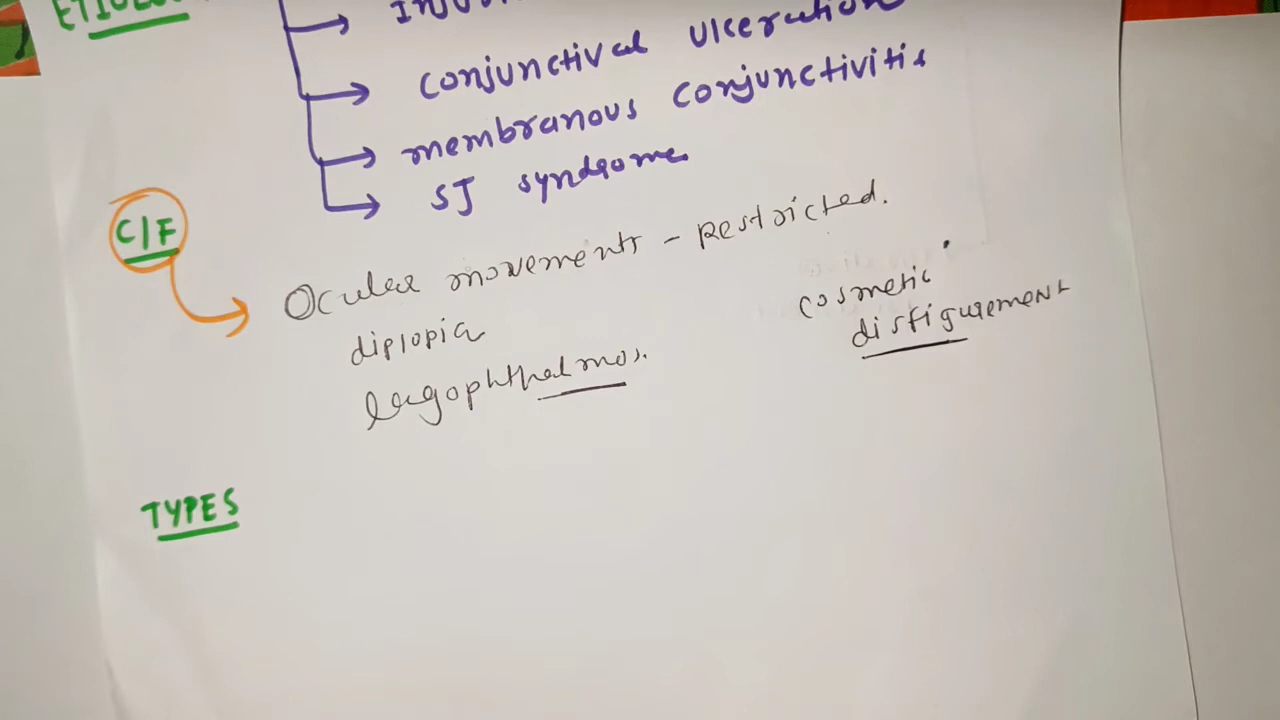 conjunctival ulceration
membranous conjunctivitis
SJ syndrome
C/F
Ocular movements - Restricted.
diplopia
lagophthalmos.
cosmetic
disfigurement
TYPES